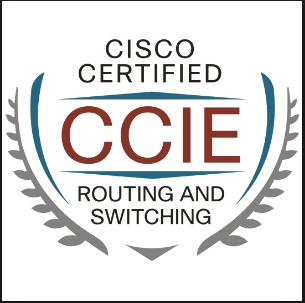 CISCO
CERTIFIED
CCIE
ROUTING AND
SWITCHING